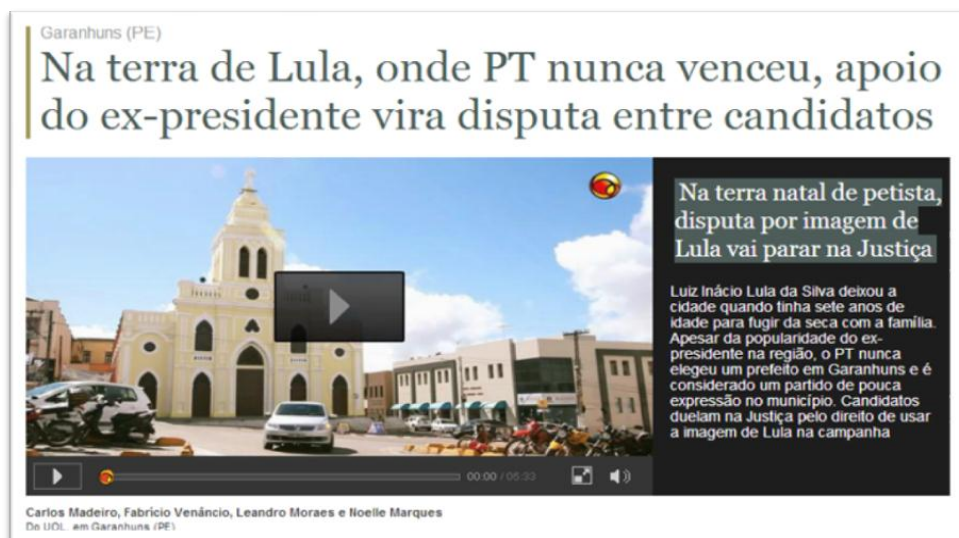 Garanhuns (PE)
Na terra de Lula, onde PT nunca venceu, apoio
do ex-presidente vira disputa entre candidatos
Na terra natal de petista,
disputa por imagem de
Lula vai parar na Justiça
Luiz Inácio Lula da Silva deixou a
cidade quando tinha sete anos de
idade para fugir da seca com a família.
Apesar da popularidade do ex-
presidente na região, o PT nunca
elegeu um prefeito em Garanhuns e é
considerado um partido de pouca
expressão no município. Candidatos
duelam na Justiça pelo direito de usar
a imagem de Lula na campanha
00:00 / 05:33
Carlos Madeiro, Fabrício Venâncio, Leandro Moraes e Noelle Marques
Do UOL, em Garanhuns (PE)